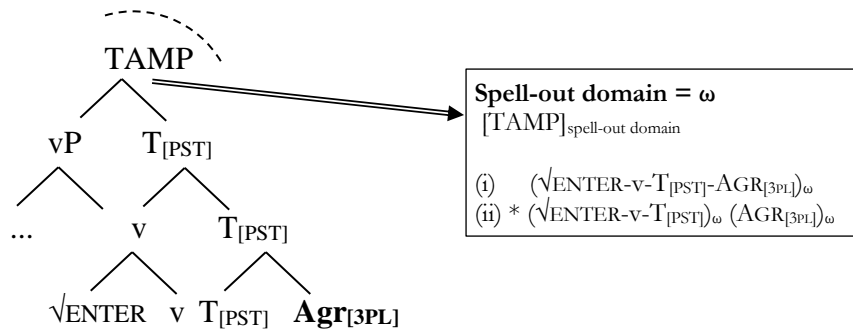 TAMP
vP T[PST]
... v T[PST]
√ENTER v T[PST] Agr[3PL]
Spell-out domain = ω
[TAMP]spell-out domain
(i) (√ENTER-v-T[PST]-AGR[3PL])ω
(ii) * (√ENTER-v-T[PST])ω (AGR[3PL])ω